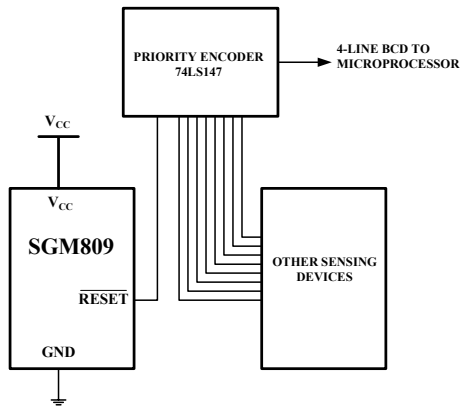 PRIORITY ENCODER
74LS147
4-LINE BCD TO
MICROPROCESSOR
VCC
VCC
SGM809
RESET
GND
OTHER SENSING
DEVICES